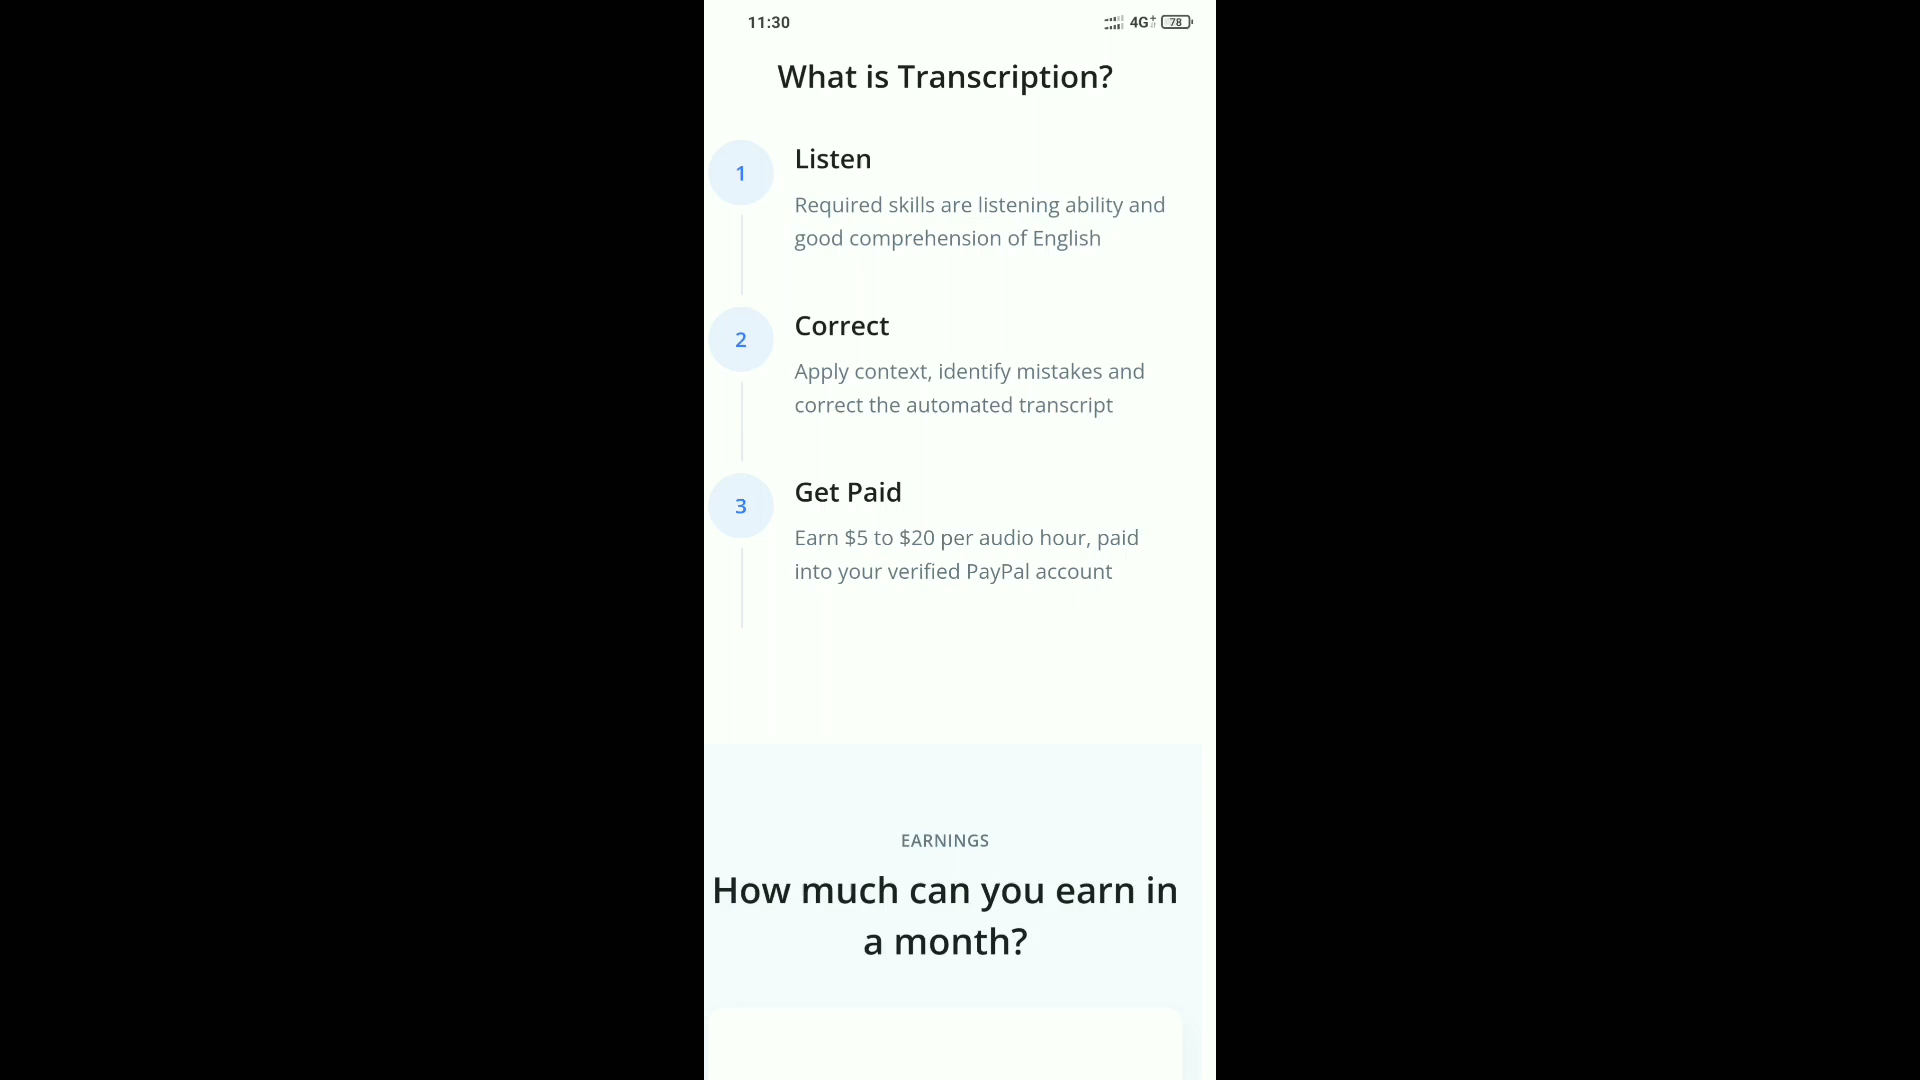 11:30
4G+
78
What is Transcription?
1
Listen
Required skills are listening ability and
good comprehension of English
2
Correct
Apply context, identify mistakes and
correct the automated transcript
3
Get Paid
Earn $5 to $20 per audio hour, paid
into your verified PayPal account
EARNINGS
How much can you earn in
a month?